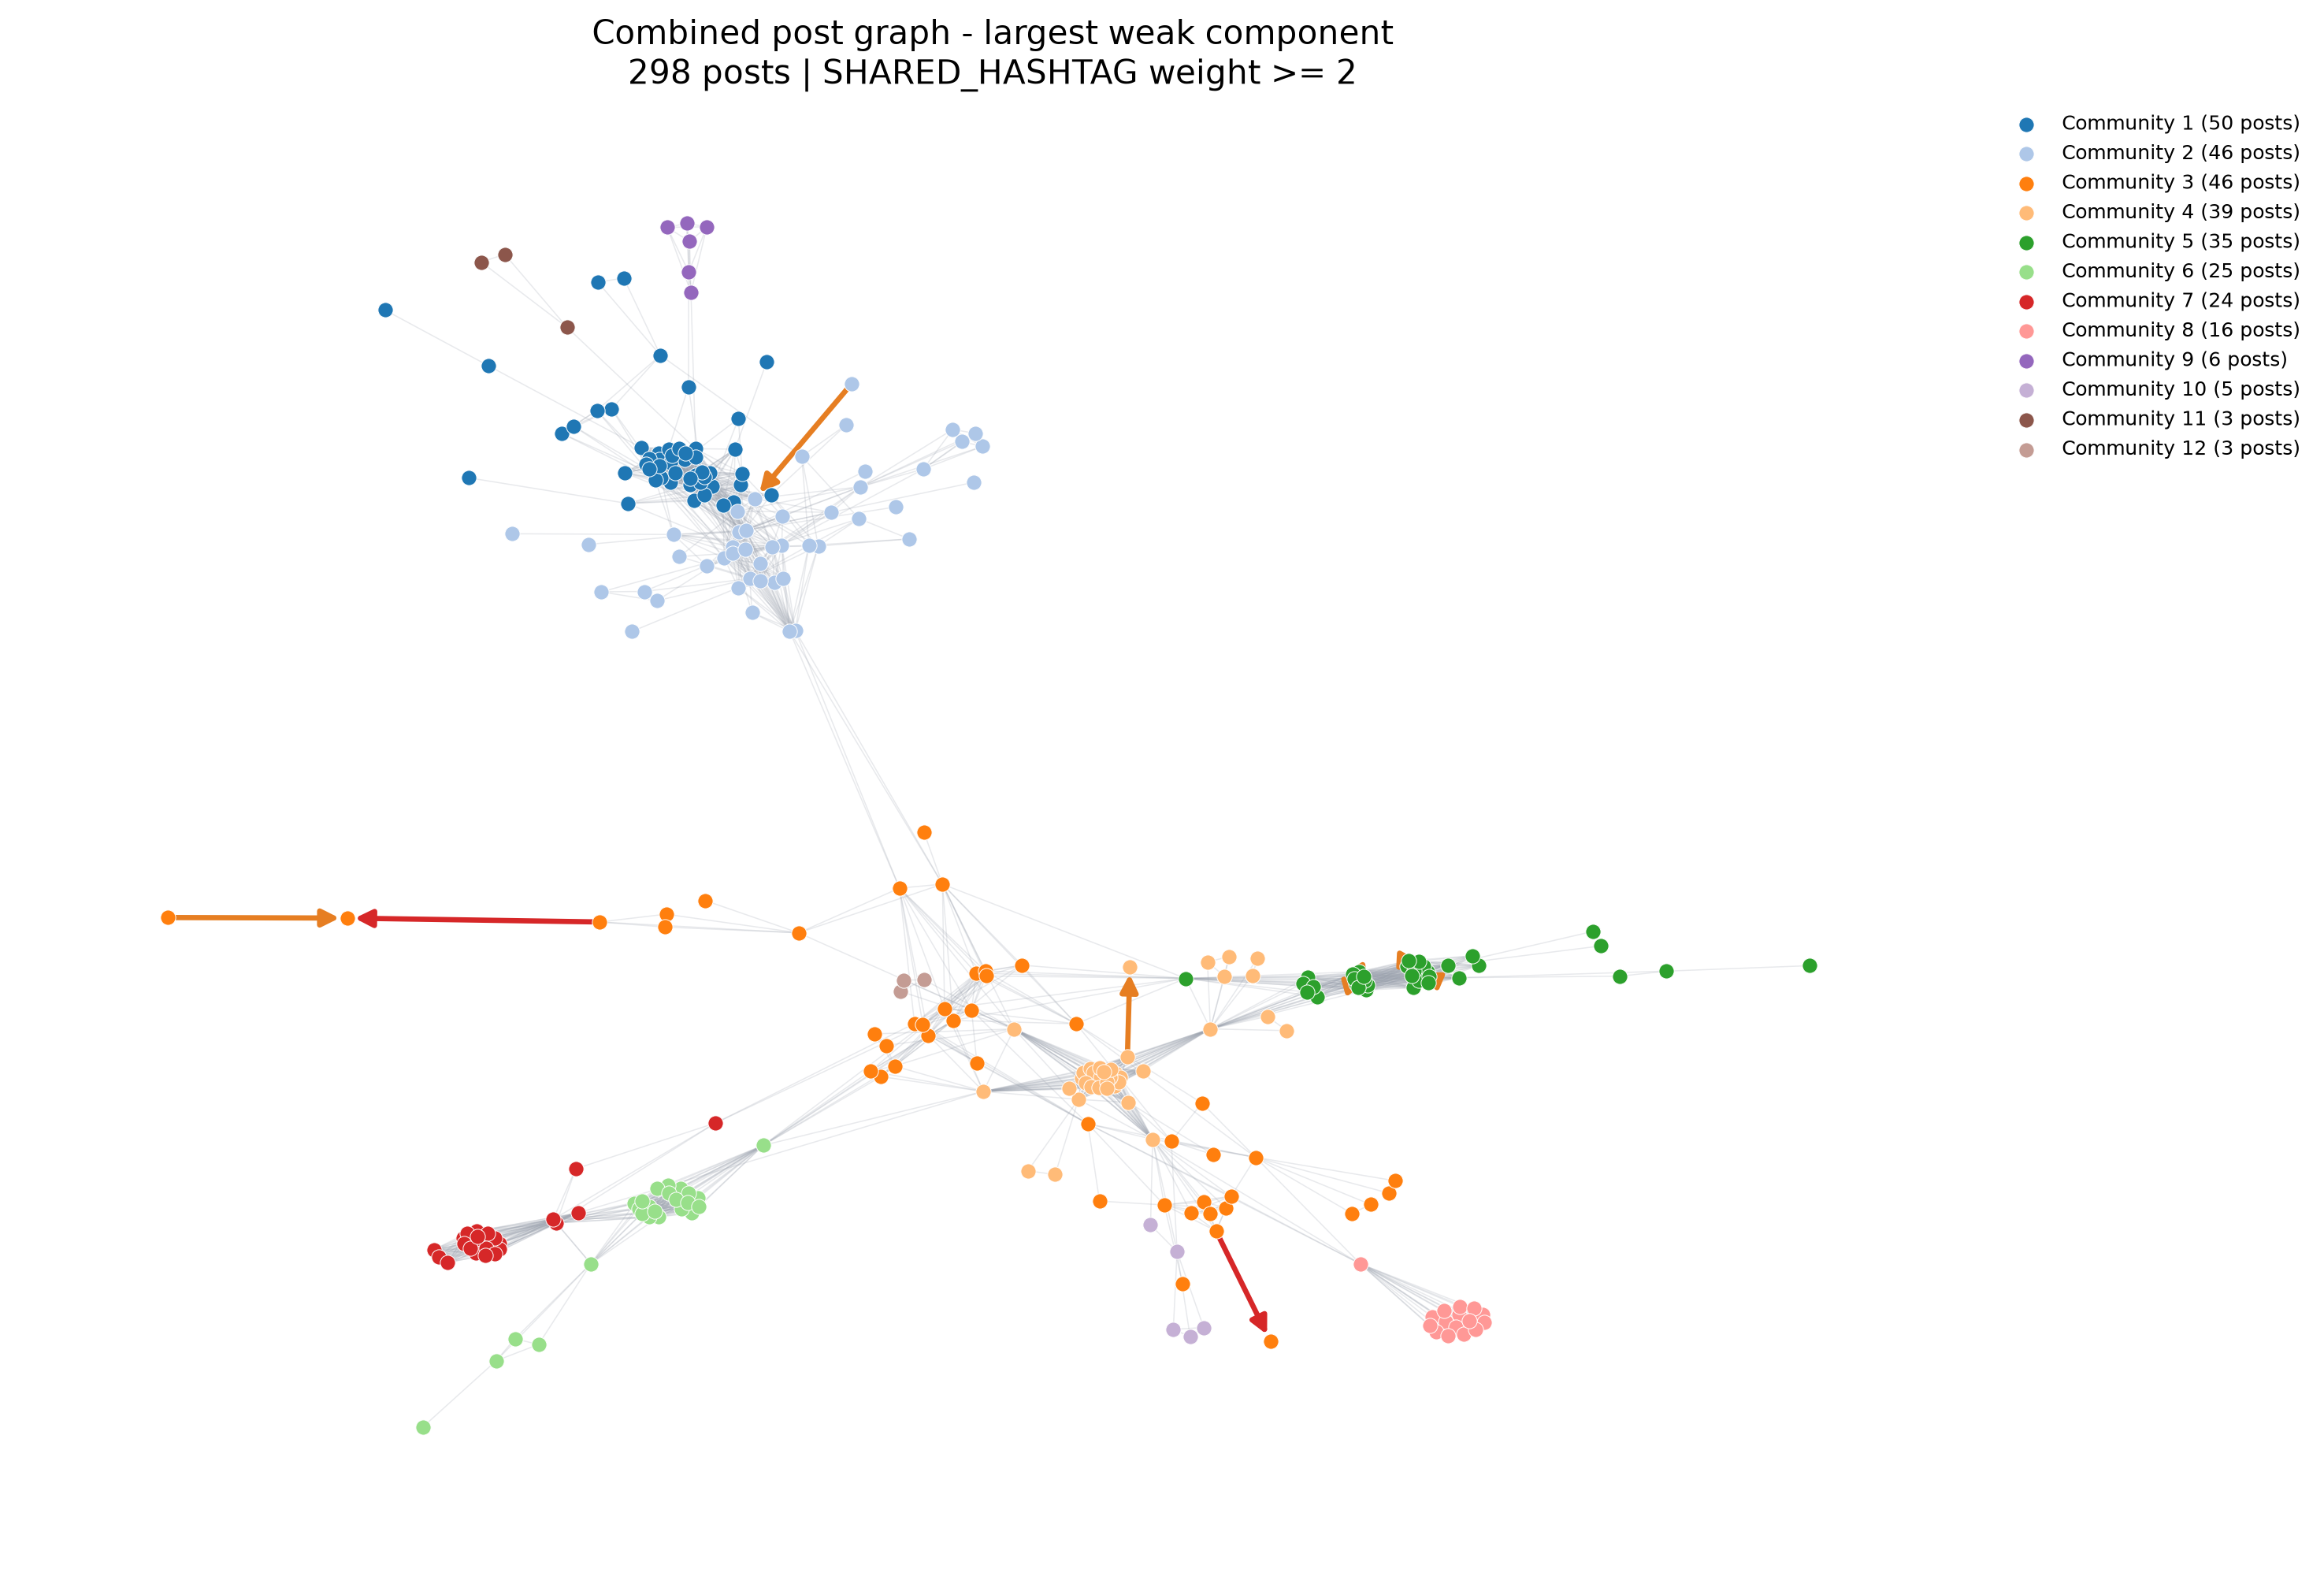 Combined post graph - largest weak component
298 posts | SHARED_HASHTAG weight >= 2
Community 1 (50 posts)
Community 2 (46 posts)
Community 3 (46 posts)
Community 4 (39 posts)
Community 5 (35 posts)
Community 6 (25 posts)
Community 7 (24 posts)
Community 8 (16 posts)
Community 9 (6 posts)
Community 10 (5 posts)
Community 11 (3 posts)
Community 12 (3 posts)